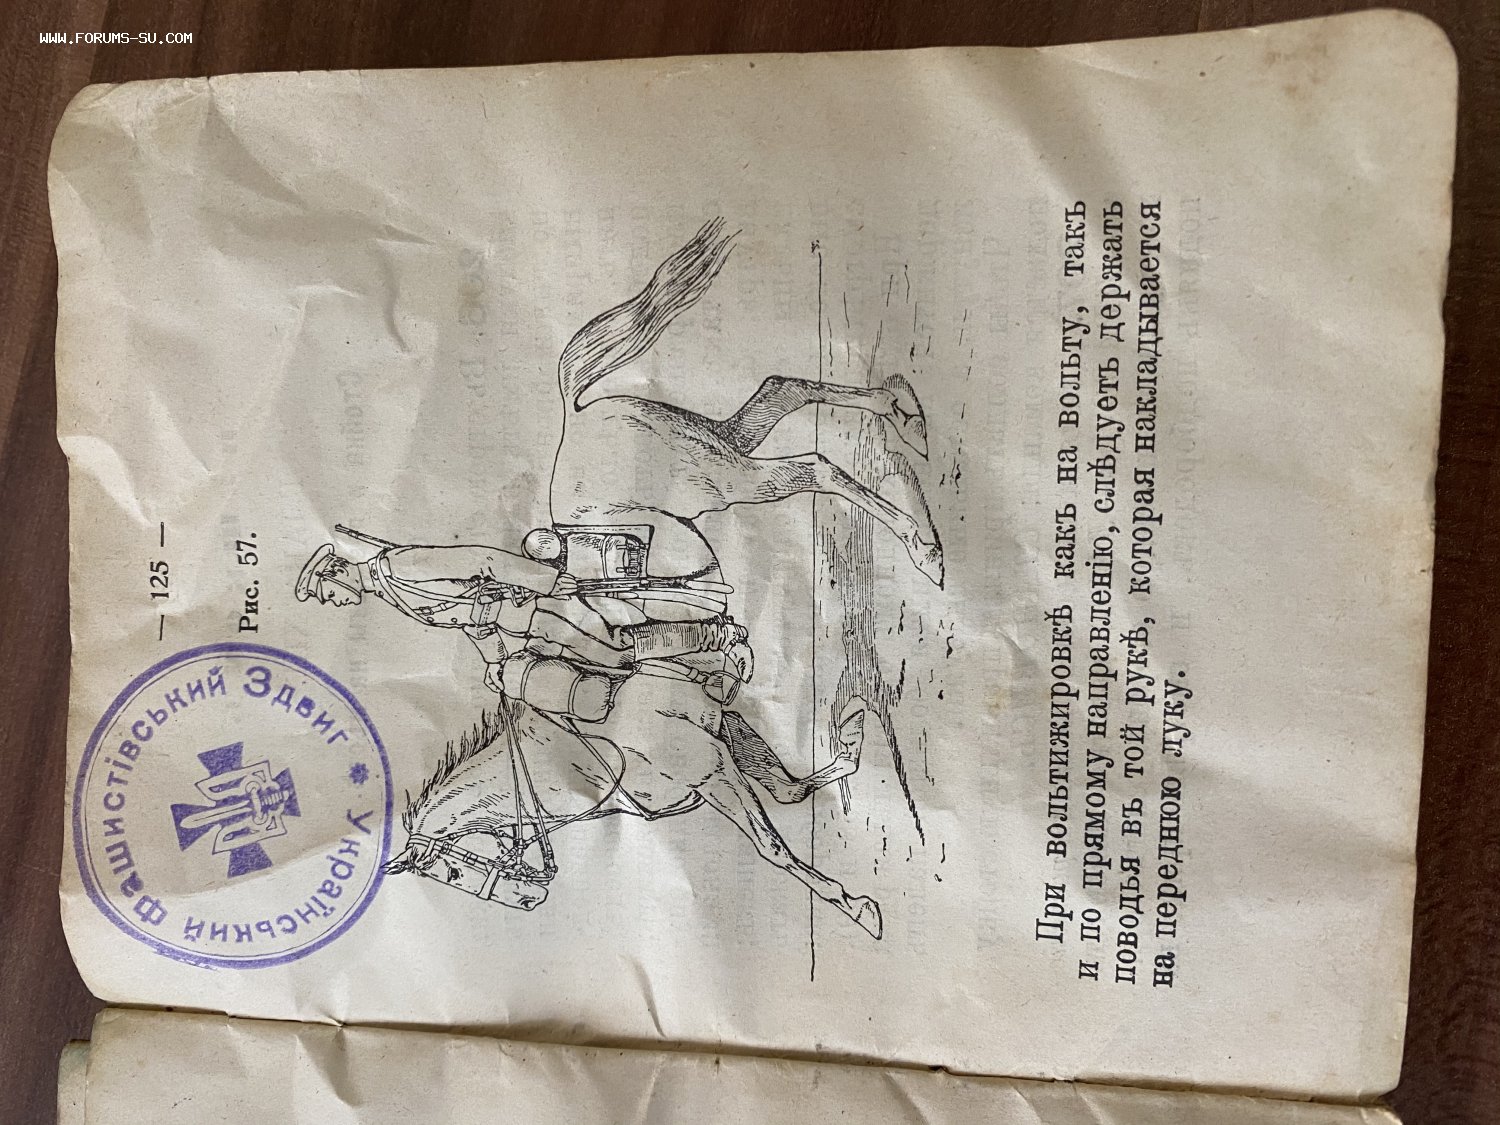 WWW.FORUMS-SU.COM
— 125 —
Український Фашистівський Здвиг *
Рис. 57.
При вольтижировкѣ какъ на вольту, такъ
и по прямому направленію, слѣдуетъ держать
поводья въ той рукѣ, которая накладывается
на переднюю луку.